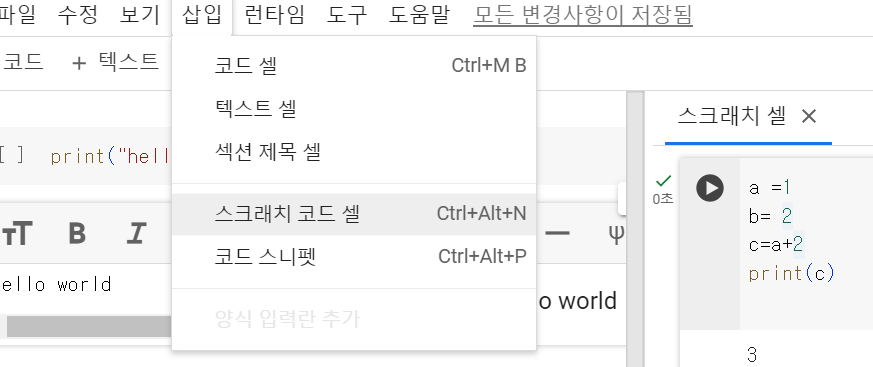 파일 수정 보기 삽입 런타임 도구 도움말 모든 변경사항이 저장됨
코드 + 텍스트
코드 셀 Ctrl+M B
텍스트 셀
섹션 제목 셀
스크래치 코드 셀 Ctrl+Alt+N
코드 스니펫 Ctrl+Alt+P
양식 입력란 추가
[ ] print("hell
TT B I — ψ
ello world
o world
스크래치 셀 ×
0초
a =1
b= 2
c=a+2
print(c)
3